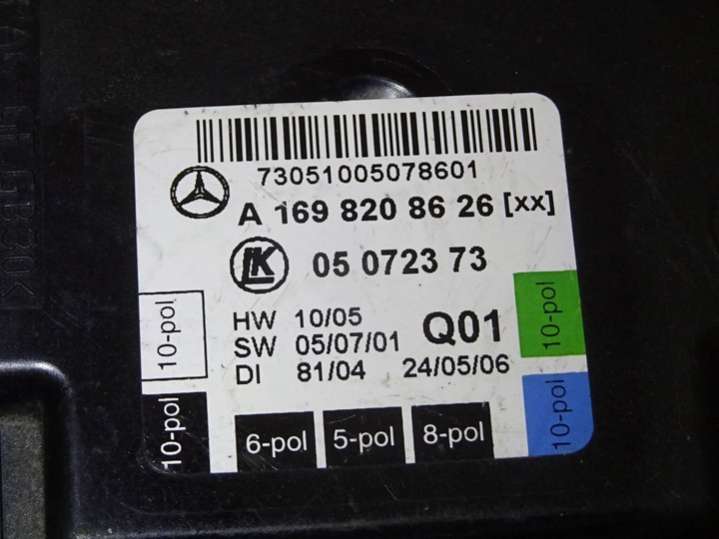 73051005078601
A 169 820 86 26 [xx]
LK 05 0723 73
HW 10/05 Q01
SW 05/07/01
DI 81/04 24/05/06
10-pol
10-pol
10-pol
10-pol
6-pol 5-pol 8-pol